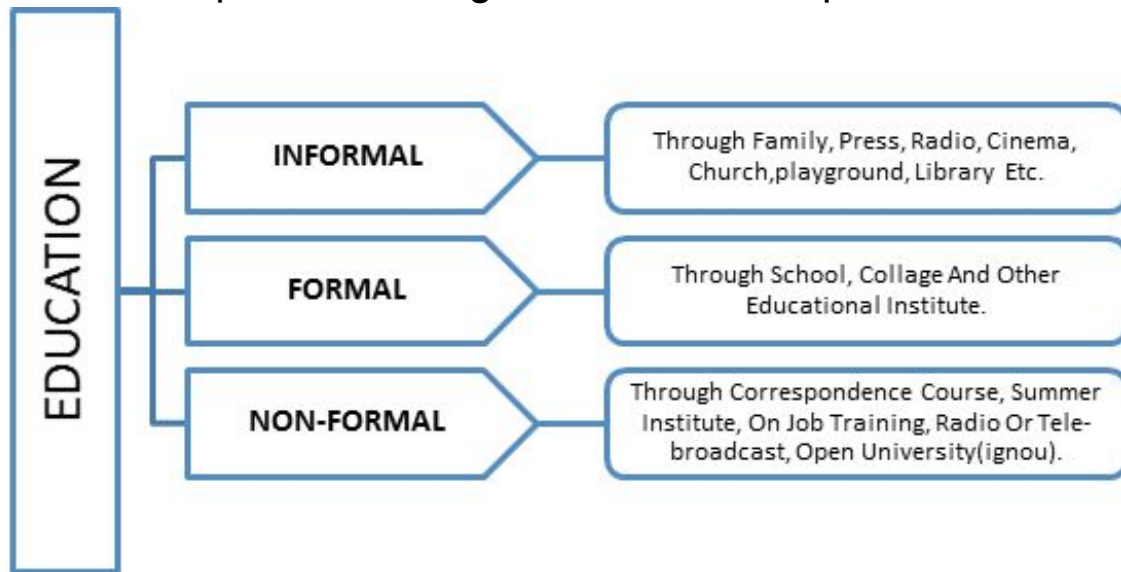 EDUCATION
INFORMAL
Through Family, Press, Radio, Cinema,
Church,playground, Library Etc.
FORMAL
Through School, Collage And Other
Educational Institute.
NON-FORMAL
Through Correspondence Course, Summer
Institute, On Job Training, Radio Or Tele-
broadcast, Open University(ignou).